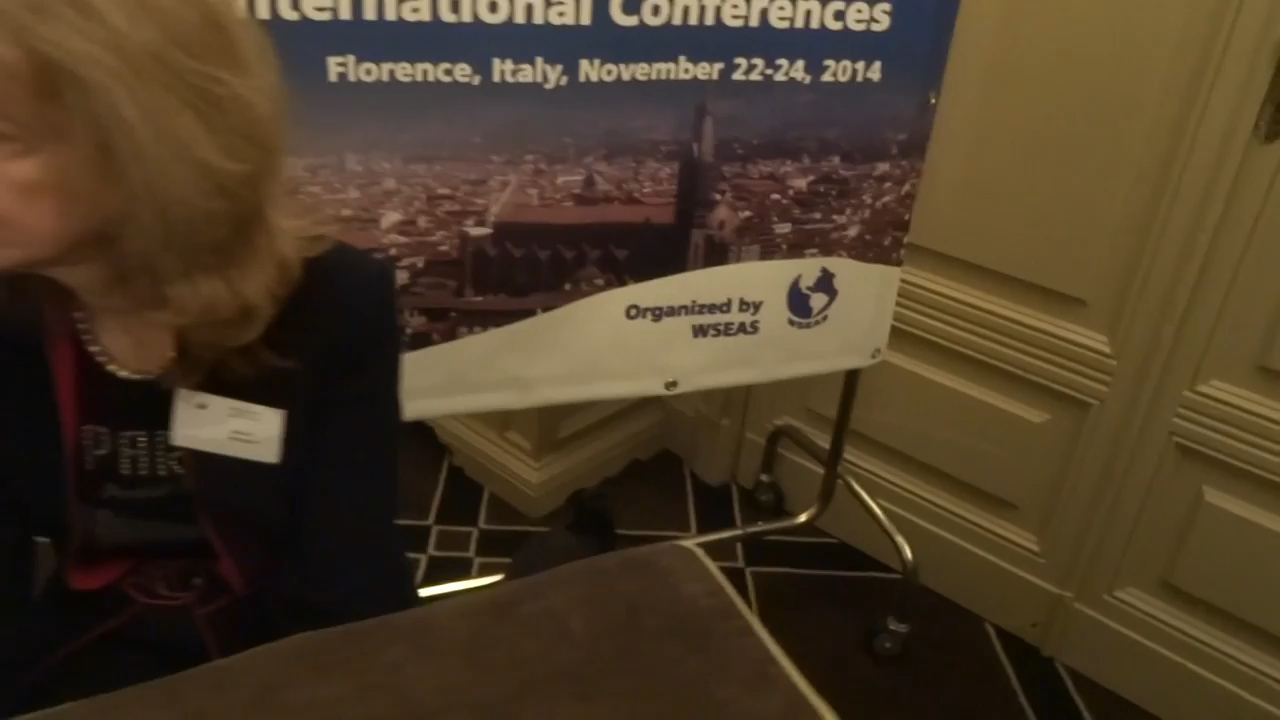 International Conferences
Florence, Italy, November 22-24, 2014
Organized by
WSEAS
WSEAS